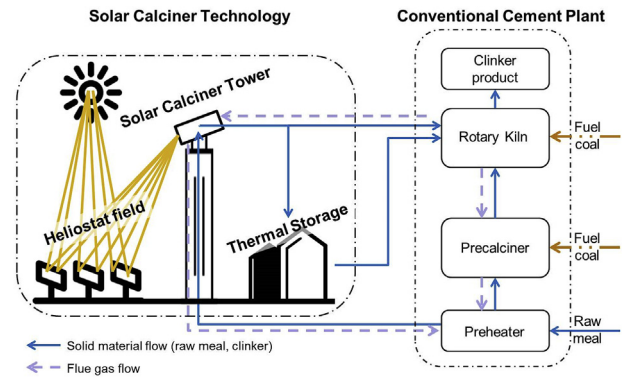 Solar Calciner Technology
Conventional Cement Plant
Solar Calciner Tower
Heliostat field
Thermal Storage
Clinker
product
Rotary Kiln
Fuel
coal
Precalciner
Fuel
coal
Preheater
Raw
meal
Solid material flow (raw meal, clinker)
Flue gas flow